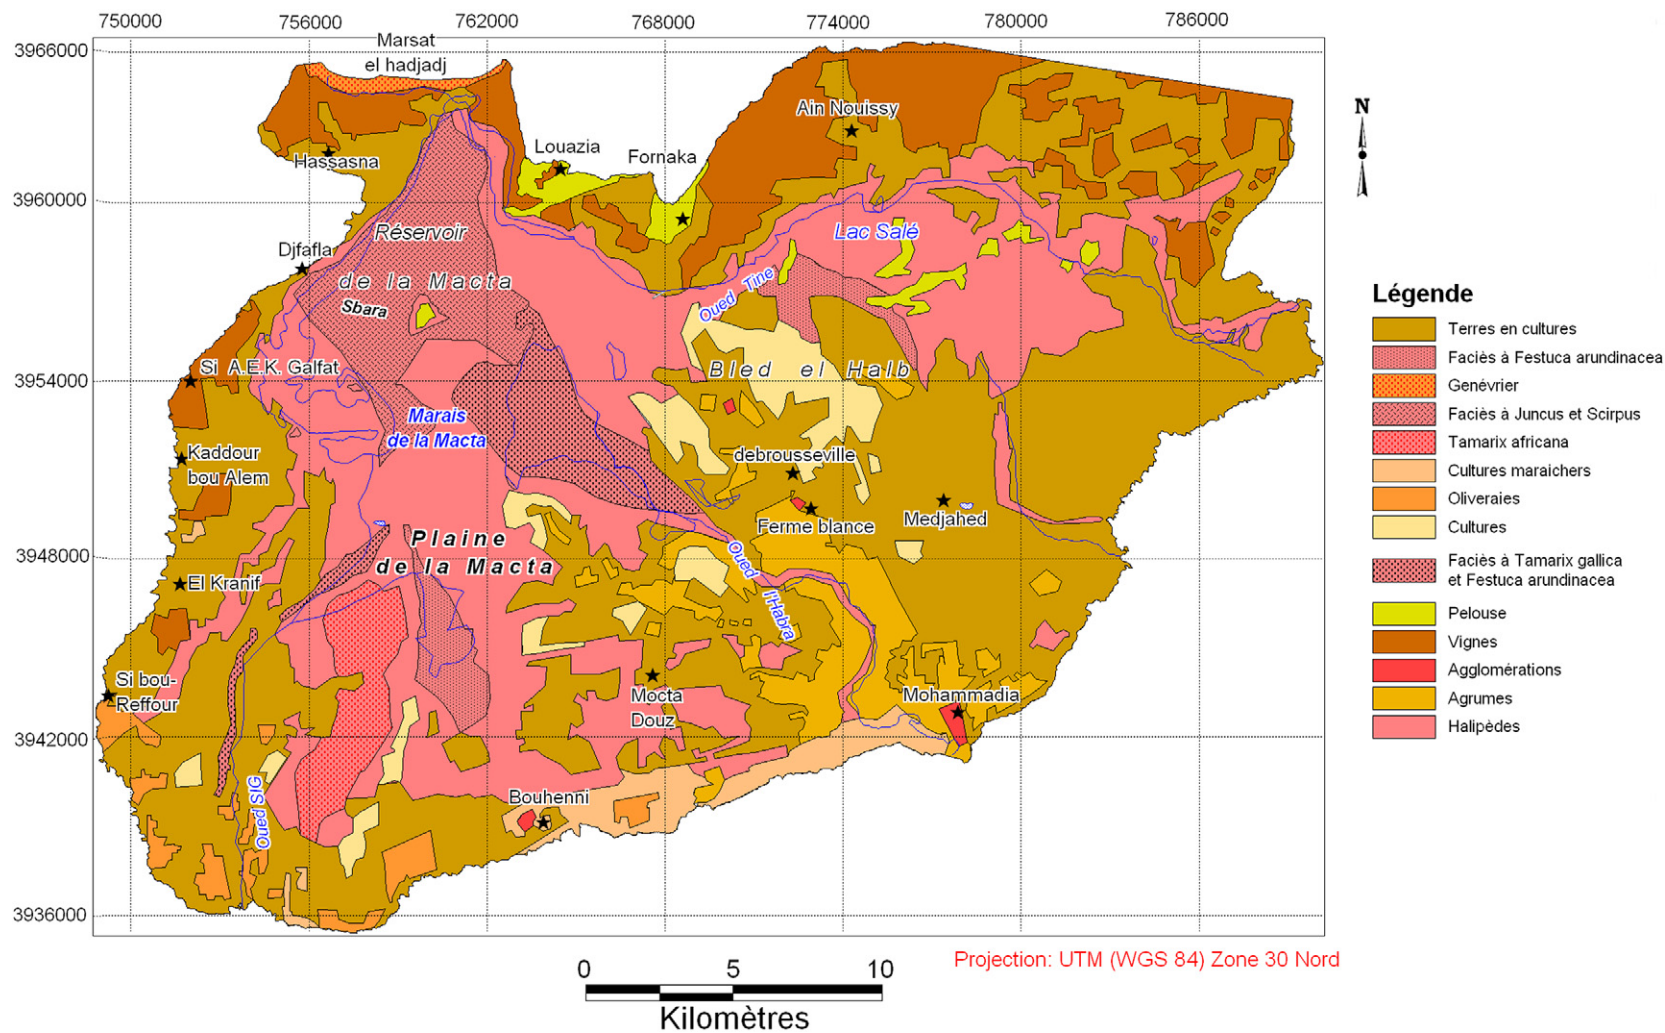 750000 756000 762000 768000 774000 780000 786000
3966000
3960000
3954000
3948000
3942000
3936000
Marsat
el hadjadj
Hassasna
Louazia
Fornaka
Ain Nouissy
Réservoir
de la Macta
Sbara
Djfafla
Lac Salé
Oued Tine
Si A.E.K. Galfat
Bled el Halb
Marais
de la Macta
Kaddour
bou Alem
debrousseville
Ferme blance
Medjahed
Plaine
de la Macta
Oued l'Habra
El Kranif
Si bou-
Reffour
Mocta
Douz
Mohammadia
Oued SIG
Bouhenni
N
Légende
Terres en cultures
Faciès à Festuca arundinacea
Genévrier
Faciès à Juncus et Scirpus
Tamarix africana
Cultures maraichers
Oliveraies
Cultures
Faciès à Tamarix gallica
et Festuca arundinacea
Pelouse
Vignes
Agglomérations
Agrumes
Halipèdes
Projection: UTM (WGS 84) Zone 30 Nord
0 5 10
Kilomètres